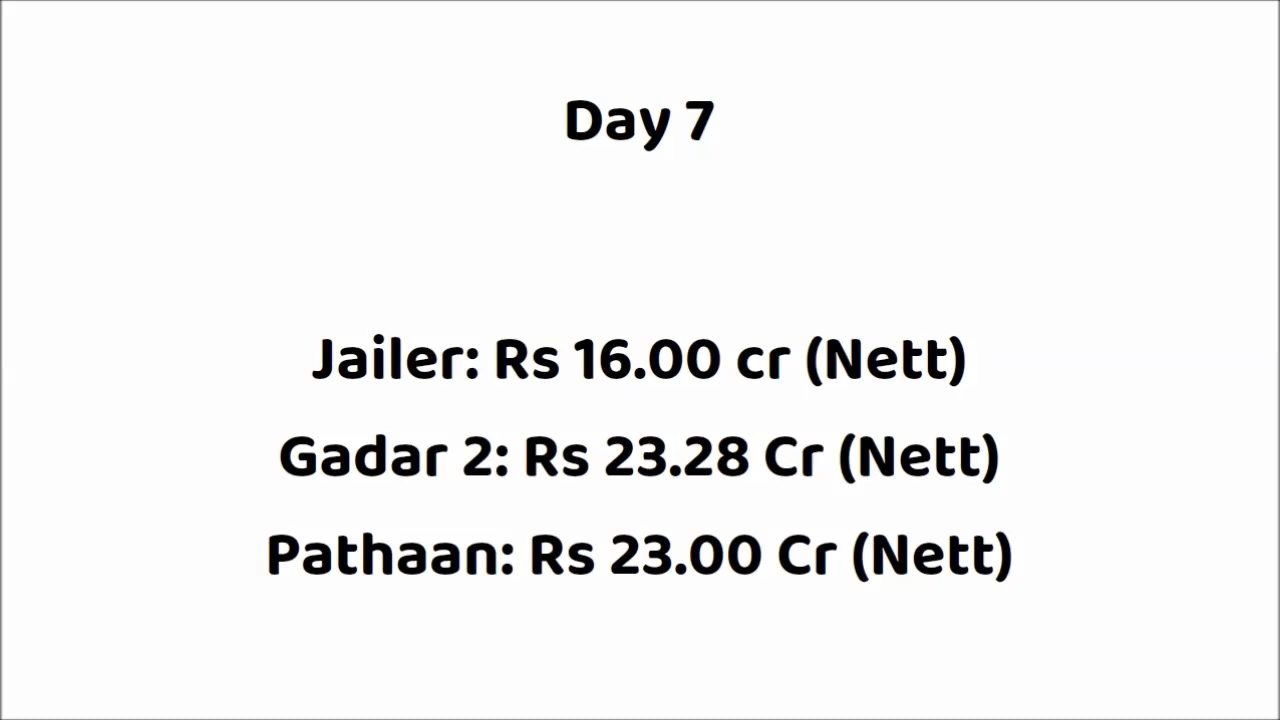 Day 7
Jailer: Rs 16.00 cr (Nett)
Gadar 2: Rs 23.28 Cr (Nett)
Pathaan: Rs 23.00 Cr (Nett)